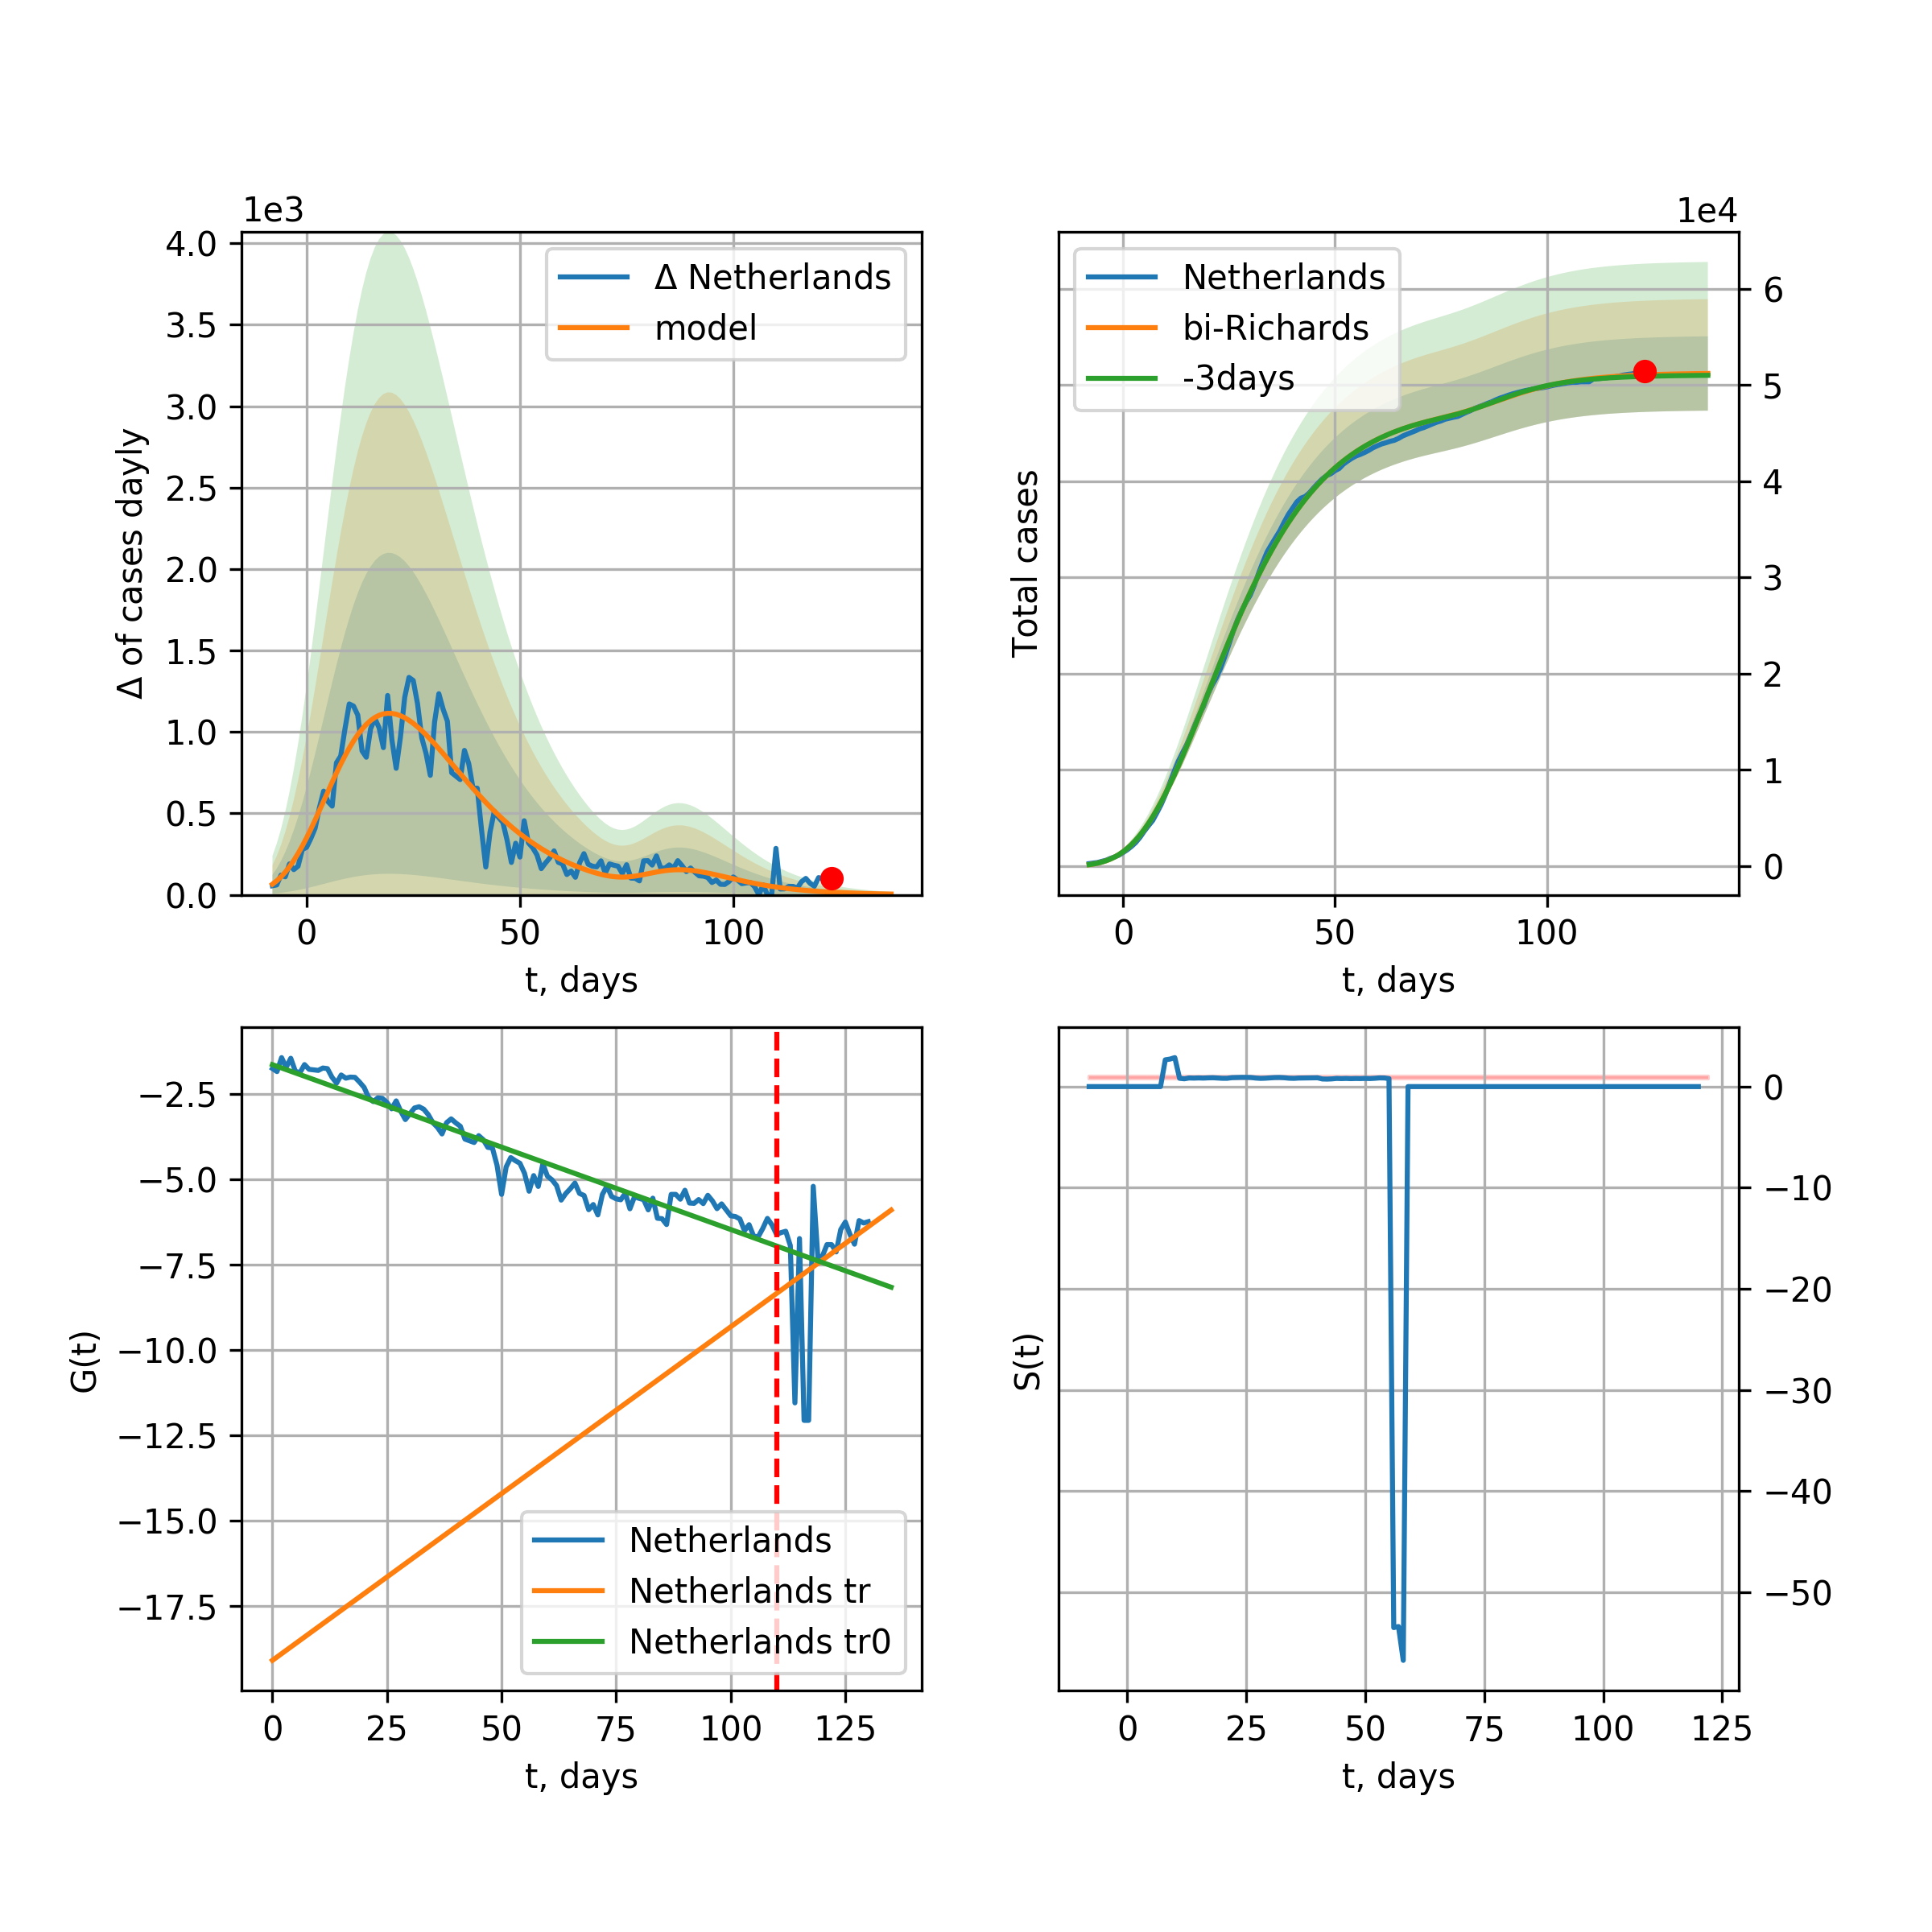 1e3
4.0
3.5
3.0
2.5
2.0
1.5
1.0
0.5
0.0
Δ of cases dayly
Δ Netherlands
model
0 50 100
t, days
1e4
Netherlands
bi-Richards
-3days
Total cases
6
5
4
3
2
1
0
0 50 100
t, days
−2.5
−5.0
−7.5
−10.0
−12.5
−15.0
−17.5
G(t)
Netherlands
Netherlands tr
Netherlands tr0
0 25 50 75 100 125
t, days
S(t)
0
−10
−20
−30
−40
−50
0 25 50 75 100 125
t, days